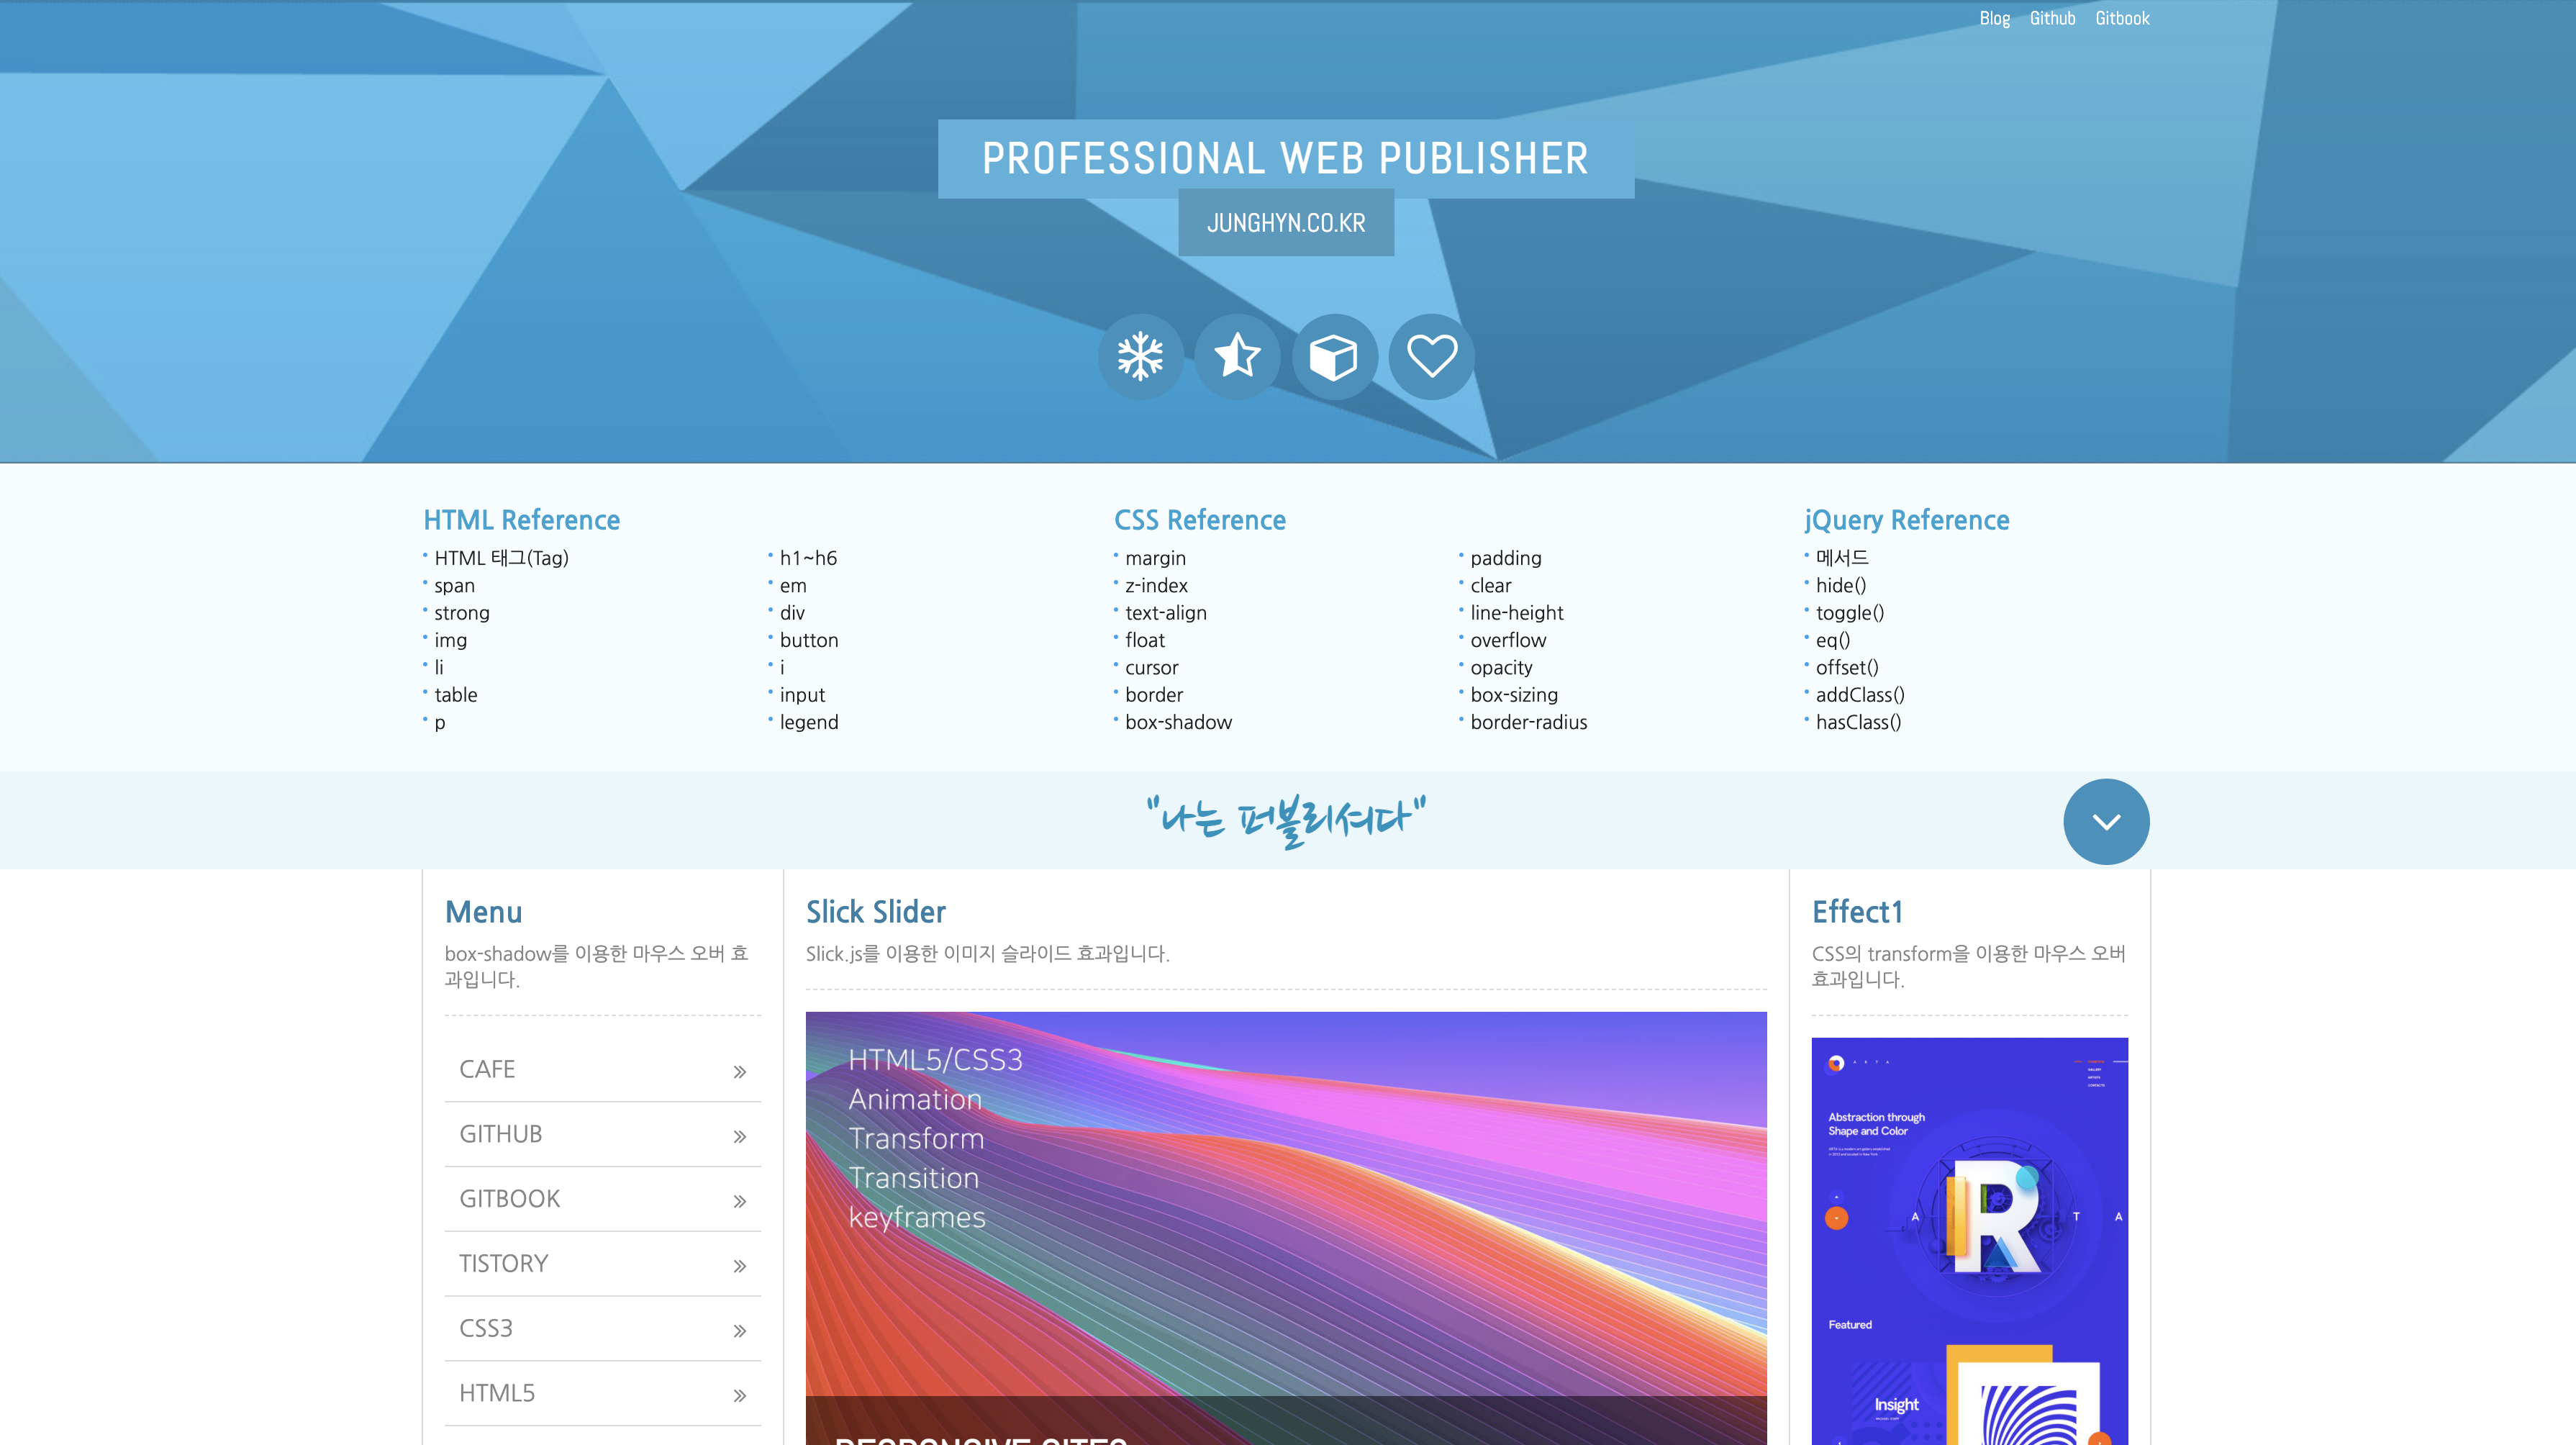 Blog Github Gitbook
PROFESSIONAL WEB PUBLISHER
JUNGHYN.CO.KR
HTML Reference
HTML 태그(Tag)
span
strong
img
li
table
p
h1~h6
em
div
button
i
input
legend
CSS Reference
margin
z-index
text-align
float
cursor
border
box-shadow
padding
clear
line-height
overflow
opacity
box-sizing
border-radius
jQuery Reference
메서드
hide()
toggle()
eq()
offset()
addClass()
hasClass()
"나는 퍼블리셔다"
Menu
box-shadow를 이용한 마우스 오버 효
과입니다.
CAFE
GITHUB
GITBOOK
TISTORY
CSS3
HTML5
Slick Slider
Slick.js를 이용한 이미지 슬라이드 효과입니다.
HTML5/CSS3
Animation
Transform
Transition
keyframes
RESPONSIVE SITES
Effect1
CSS의 transform을 이용한 마우스 오버
효과입니다.
Abstraction through
Shape and Color
A R T A
Featured
Insight